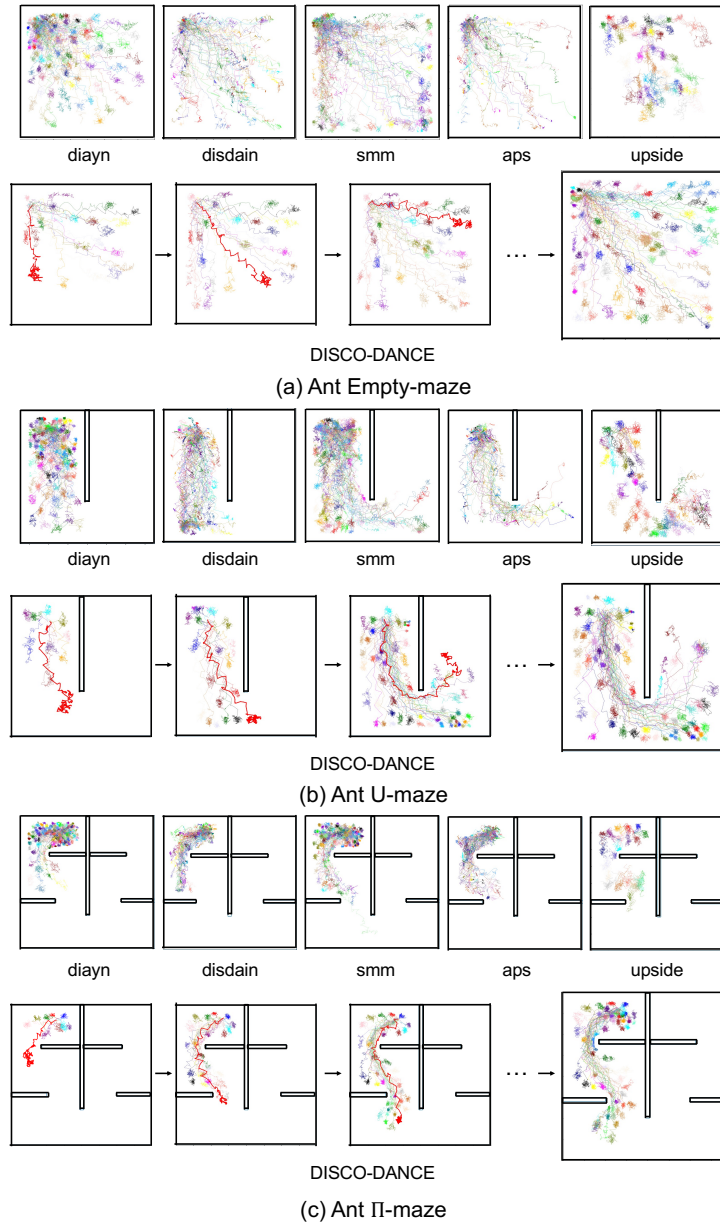 diayn disdain smm aps upside
...
DISCO-DANCE
(a) Ant Empty-maze
diayn disdain smm aps upside
...
DISCO-DANCE
(b) Ant U-maze
diayn disdain smm aps upside
...
DISCO-DANCE
(c) Ant Π-maze